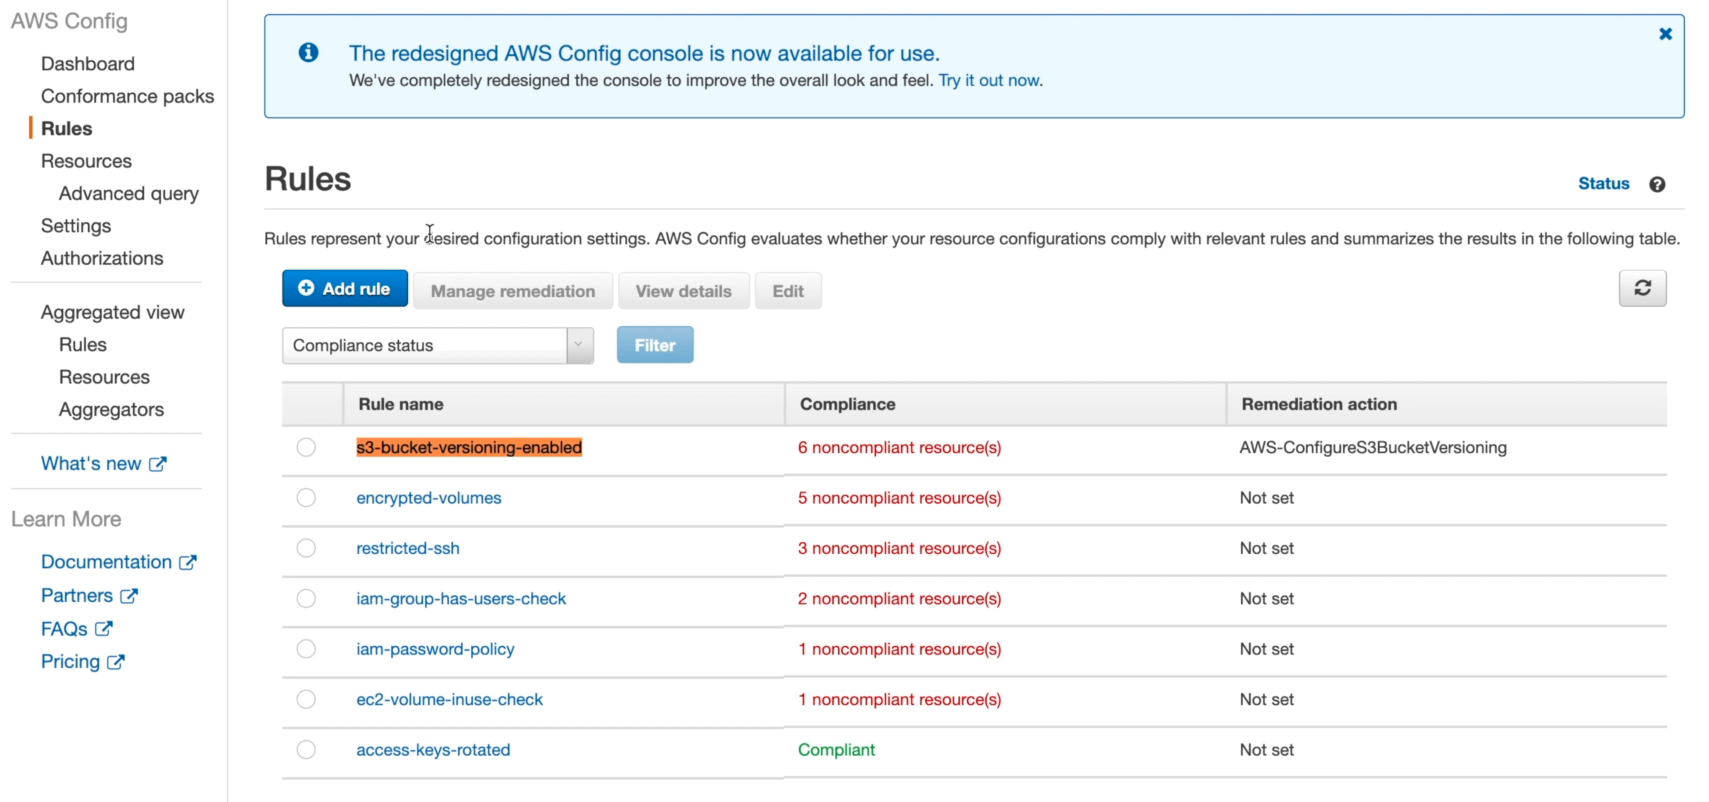 AWS Config
Dashboard
Conformance packs
Rules
Resources
Advanced query
Settings
Authorizations
Aggregated view
Rules
Resources
Aggregators
What's new
Learn More
Documentation
Partners
FAQs
Pricing
The redesigned AWS Config console is now available for use.
We've completely redesigned the console to improve the overall look and feel. Try it out now.
Rules
Status
Rules represent your desired configuration settings. AWS Config evaluates whether your resource configurations comply with relevant rules and summarizes the results in the following table.
Add rule Manage remediation View details Edit
Compliance status Filter
Rule name Compliance Remediation action
s3-bucket-versioning-enabled 6 noncompliant resource(s) AWS-ConfigureS3BucketVersioning
encrypted-volumes 5 noncompliant resource(s) Not set
restricted-ssh 3 noncompliant resource(s) Not set
iam-group-has-users-check 2 noncompliant resource(s) Not set
iam-password-policy 1 noncompliant resource(s) Not set
ec2-volume-inuse-check 1 noncompliant resource(s) Not set
access-keys-rotated Compliant Not set